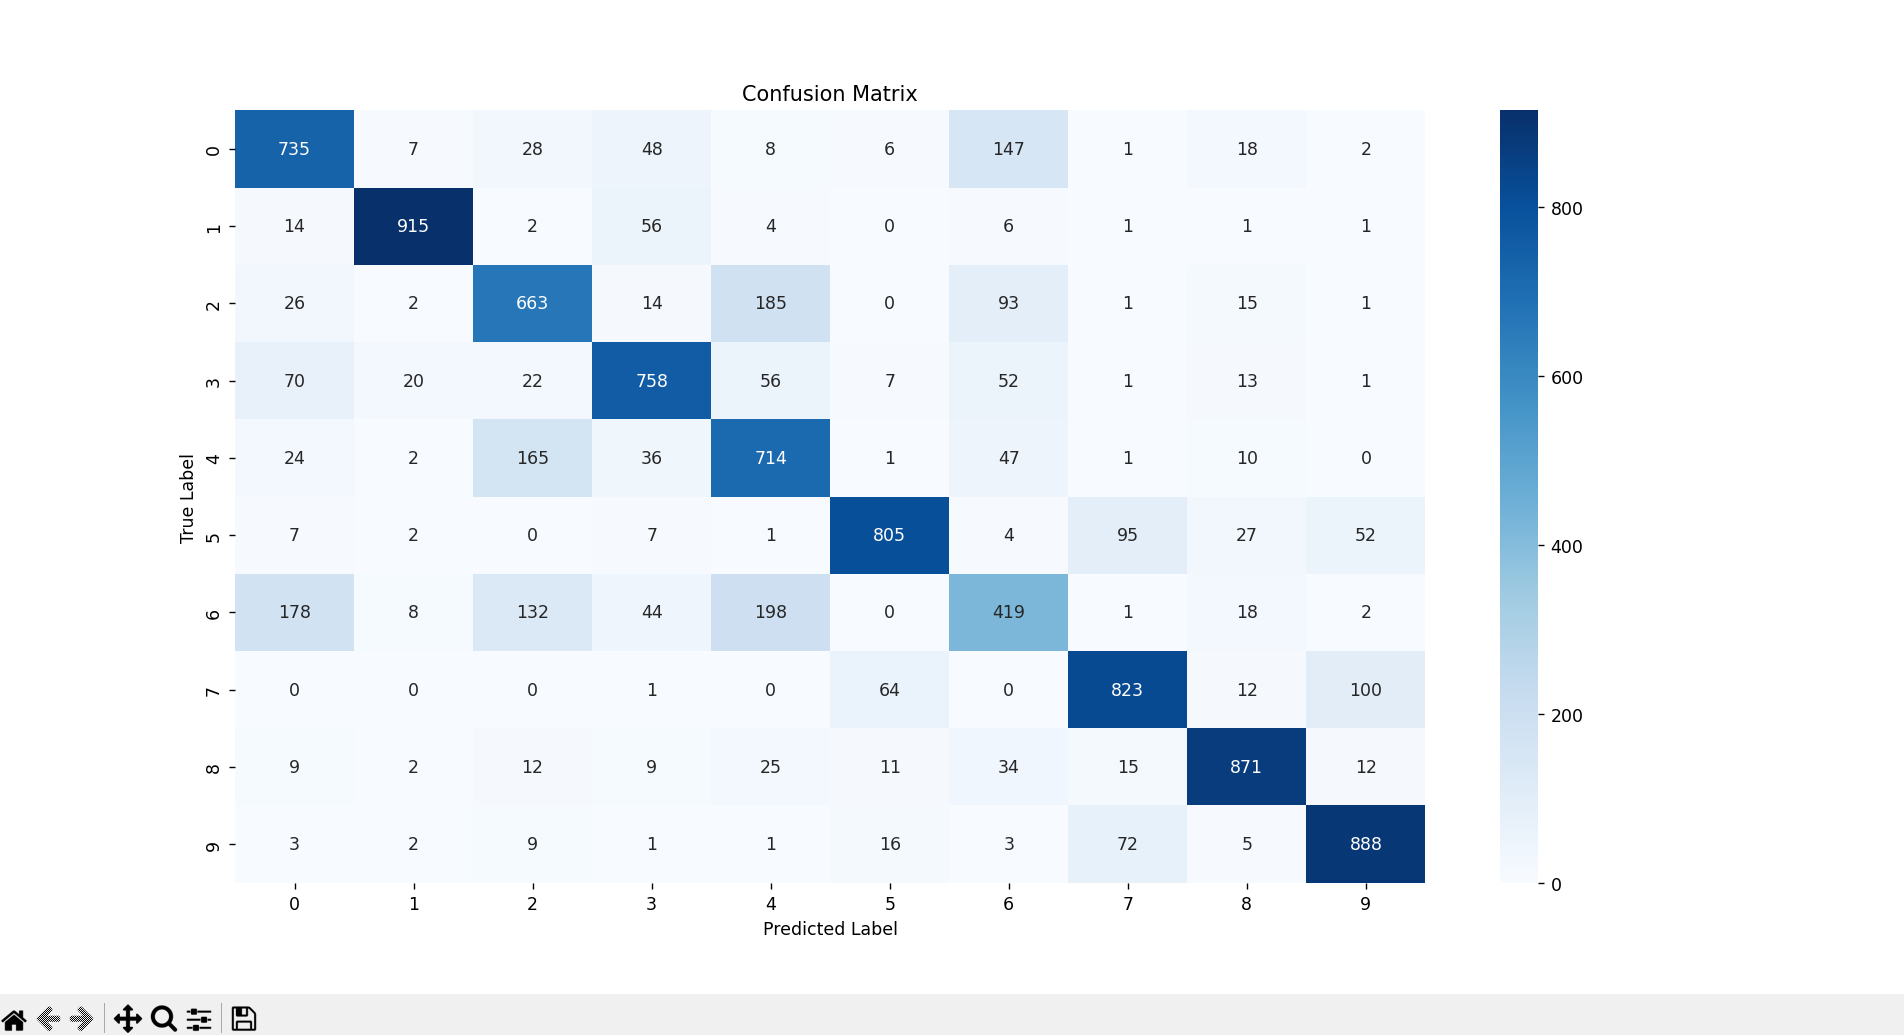 Confusion Matrix
0 735 7 28 48 8 6 147 1 18 2
1 14 915 2 56 4 0 6 1 1 1
2 26 2 663 14 185 0 93 1 15 1
3 70 20 22 758 56 7 52 1 13 1
4 24 2 165 36 714 1 47 1 10 0
5 7 2 0 7 1 805 4 95 27 52
6 178 8 132 44 198 0 419 1 18 2
7 0 0 0 1 0 64 0 823 12 100
8 9 2 12 9 25 11 34 15 871 12
9 3 2 9 1 1 16 3 72 5 888
0 1 2 3 4 5 6 7 8 9
Predicted Label
True Label
800
600
400
200
0